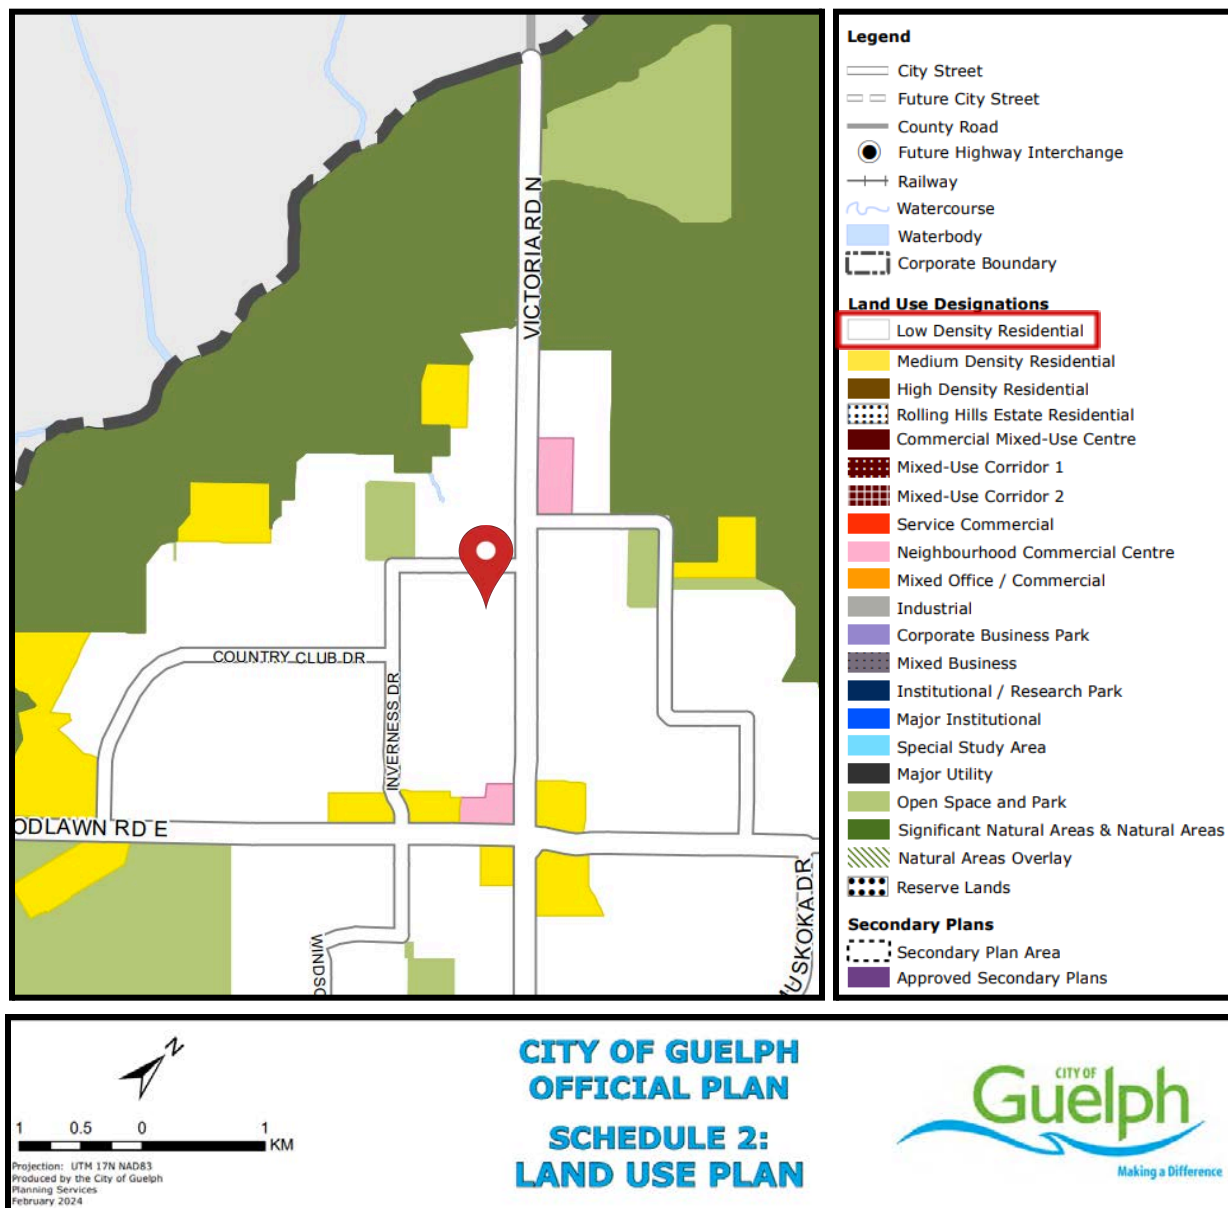 VICTORIA RD N
COUNTRY CLUB DR
INVERNESS DR
ODLAWN RD E
WINDSO
MUSKOKA DR
Legend
City Street
Future City Street
County Road
Future Highway Interchange
Railway
Watercourse
Waterbody
Corporate Boundary
Land Use Designations
Low Density Residential
Medium Density Residential
High Density Residential
Rolling Hills Estate Residential
Commercial Mixed-Use Centre
Mixed-Use Corridor 1
Mixed-Use Corridor 2
Service Commercial
Neighbourhood Commercial Centre
Mixed Office / Commercial
Industrial
Corporate Business Park
Mixed Business
Institutional / Research Park
Major Institutional
Special Study Area
Major Utility
Open Space and Park
Significant Natural Areas & Natural Areas
Natural Areas Overlay
Reserve Lands
Secondary Plans
Secondary Plan Area
Approved Secondary Plans
N
1 0.5 0 1
KM
Projection: UTM 17N NAD83
Produced by the City of Guelph
Planning Services
February 2024
CITY OF GUELPH
OFFICIAL PLAN
SCHEDULE 2:
LAND USE PLAN
CITY OF
Guelph
Making a Difference